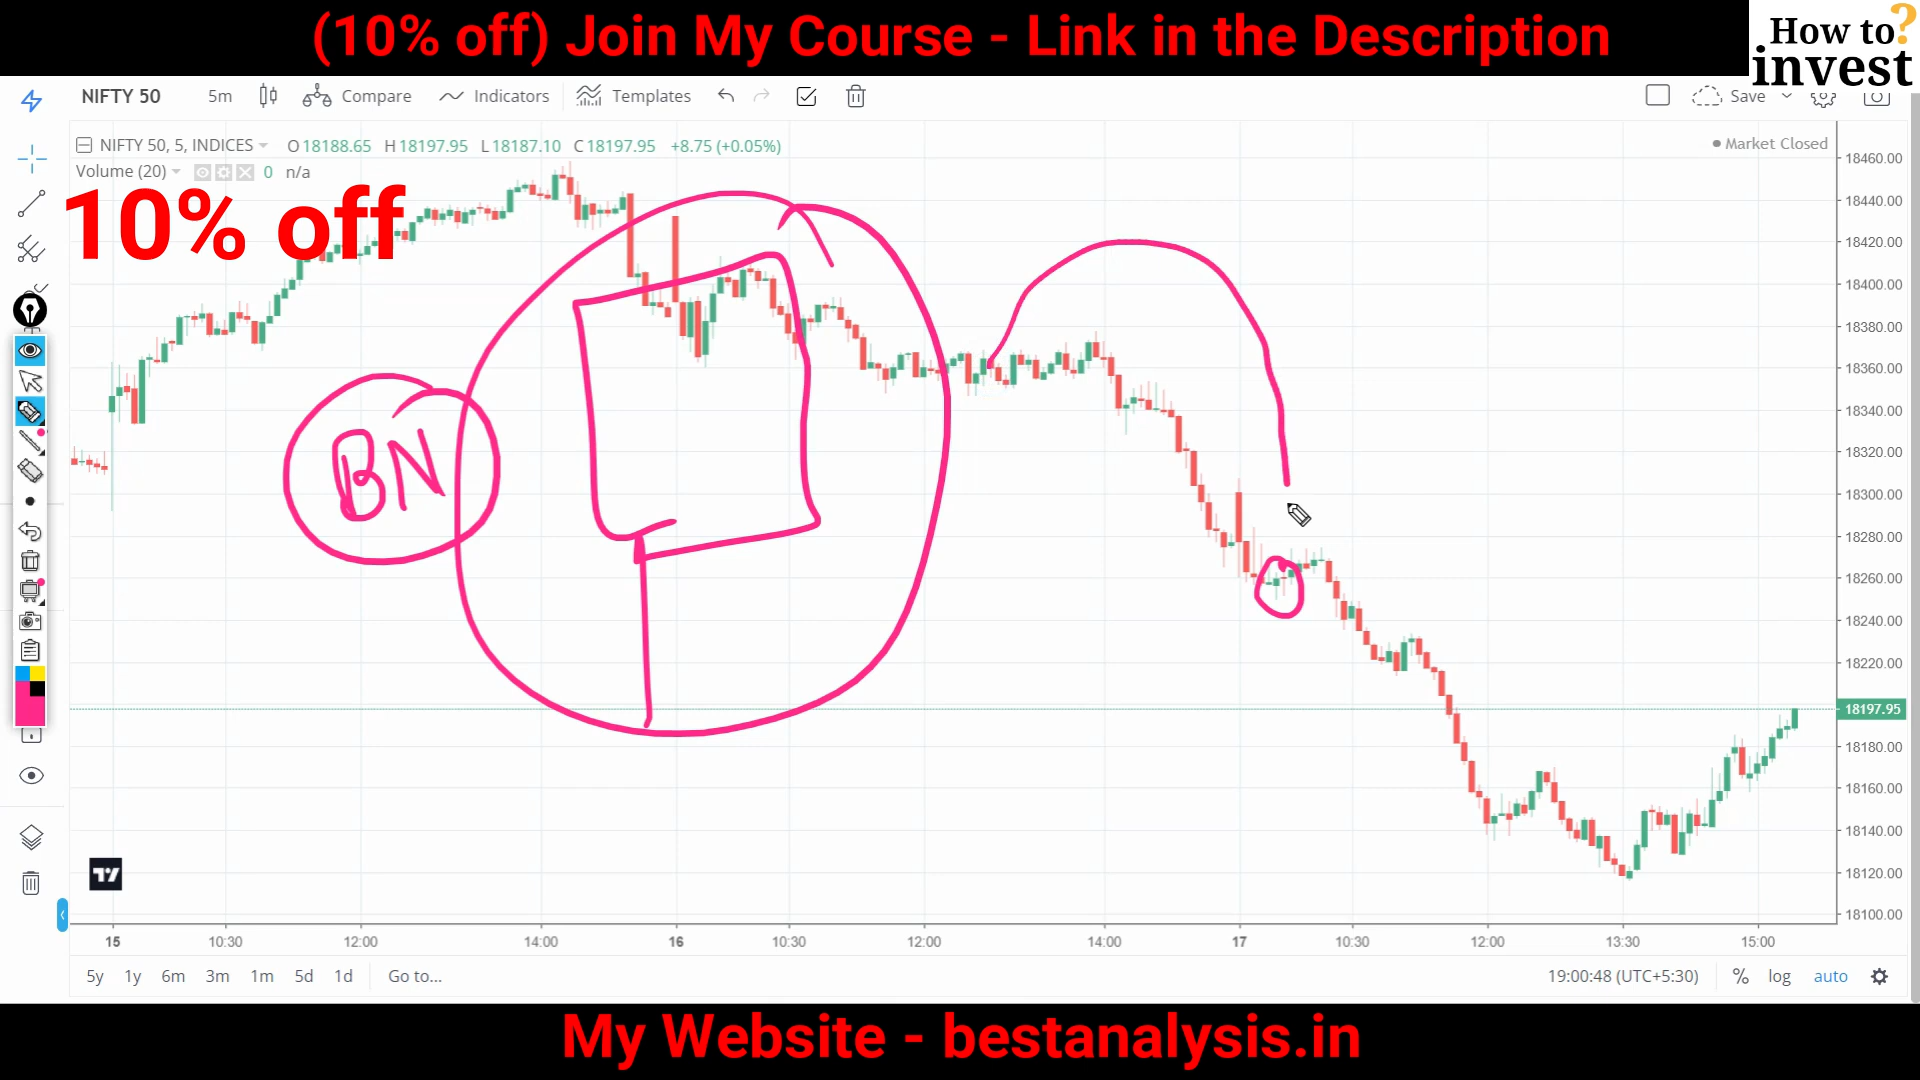 (10% off) Join My Course - Link in the Description
How to?
invest
NIFTY 50 5m Compare Indicators Templates Save
NIFTY 50, 5, INDICES O18188.65 H18197.95 L18187.10 C18197.95 +8.75 (+0.05%)
Market Closed
Volume (20) 0 n/a
10% off
BN
18460.00
18440.00
18420.00
18400.00
18380.00
18360.00
18340.00
18320.00
18300.00
18280.00
18260.00
18240.00
18220.00
18197.95
18180.00
18160.00
18140.00
18120.00
18100.00
15 10:30 12:00 14:00 16 10:30 12:00 14:00 17 10:30 12:00 13:30 15:00
5y 1y 6m 3m 1m 5d 1d Go to... 19:00:48 (UTC+5:30) % log auto
My Website - bestanalysis.in